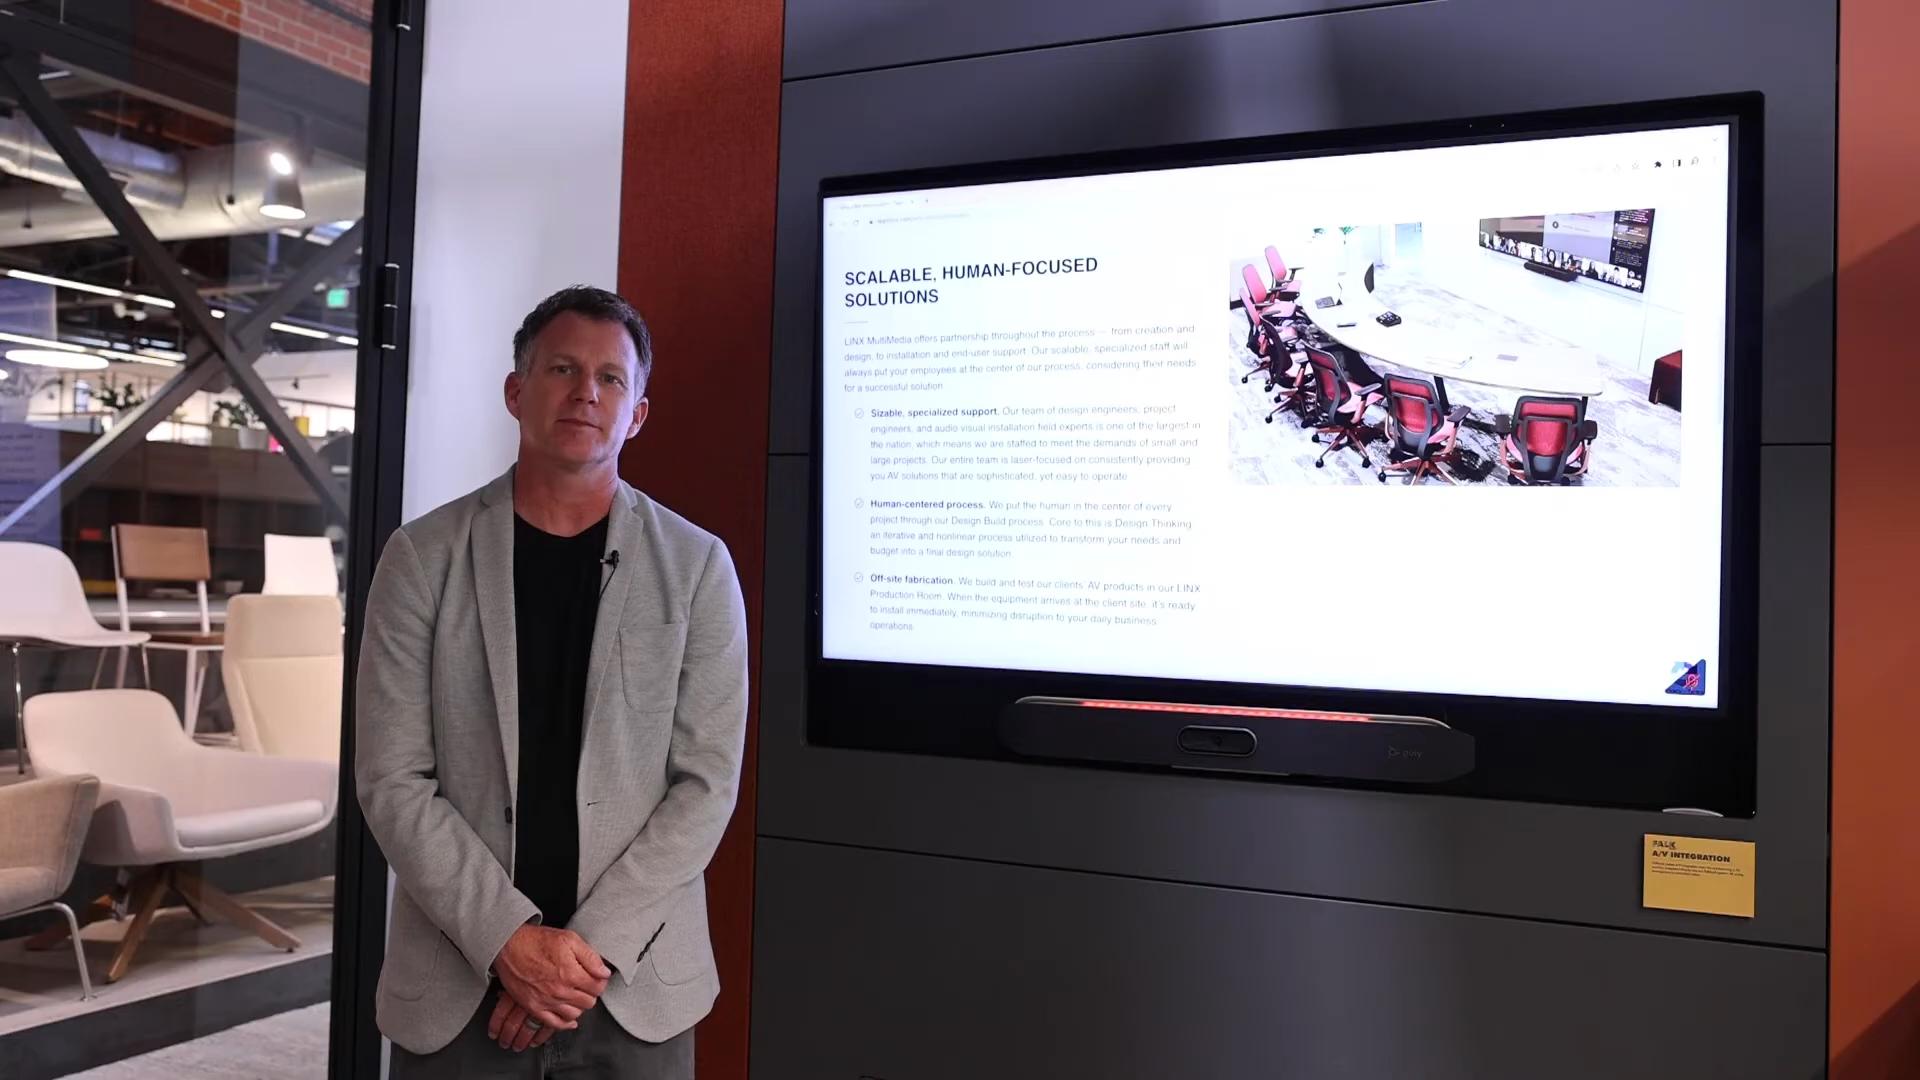 SCALABLE, HUMAN-FOCUSED
SOLUTIONS
LINX MultiMedia offers partnership throughout the process — from creation and
design, to installation and end-user support. Our scalable, specialized staff will
always put your employees at the center of our process, considering their needs
for a successful solution.
Sizable, specialized support. Our team of design engineers, project
engineers, and audio visual installation field experts is one of the largest in
the nation, which means we are staffed to meet the demands of small and
large projects. Our entire team is laser-focused on consistently providing
you AV solutions that are sophisticated, yet easy to operate.
Human-centered process. We put the human in the center of every
project through our Design Build process. Core to this is Design Thinking,
an iterative and nonlinear process utilized to transform your needs and
budget into a final design solution.
Off-site fabrication. We build and test our clients' AV products in our LINX
Production Room. When the equipment arrives at the client site, it's ready
to install immediately, minimizing disruption to your daily business
operations.
poly
FALK
A/V INTEGRATION